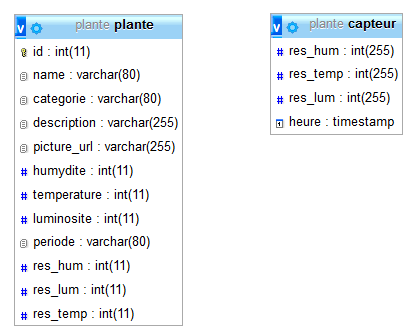 v plante plante
id : int(11)
name : varchar(80)
categorie : varchar(80)
description : varchar(255)
picture_url : varchar(255)
# humydite : int(11)
# temperature : int(11)
# luminosite : int(11)
periode : varchar(80)
# res_hum : int(11)
# res_lum : int(11)
# res_temp : int(11)
v plante capteur
# res_hum : int(255)
# res_temp : int(255)
# res_lum : int(255)
heure : timestamp